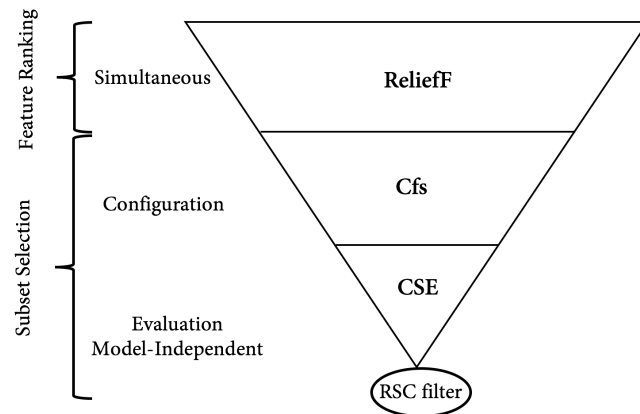 Feature Ranking
Simultaneous
ReliefF
Subset Selection
Configuration
Cfs
CSE
Evaluation
Model-Independent
RSC filter